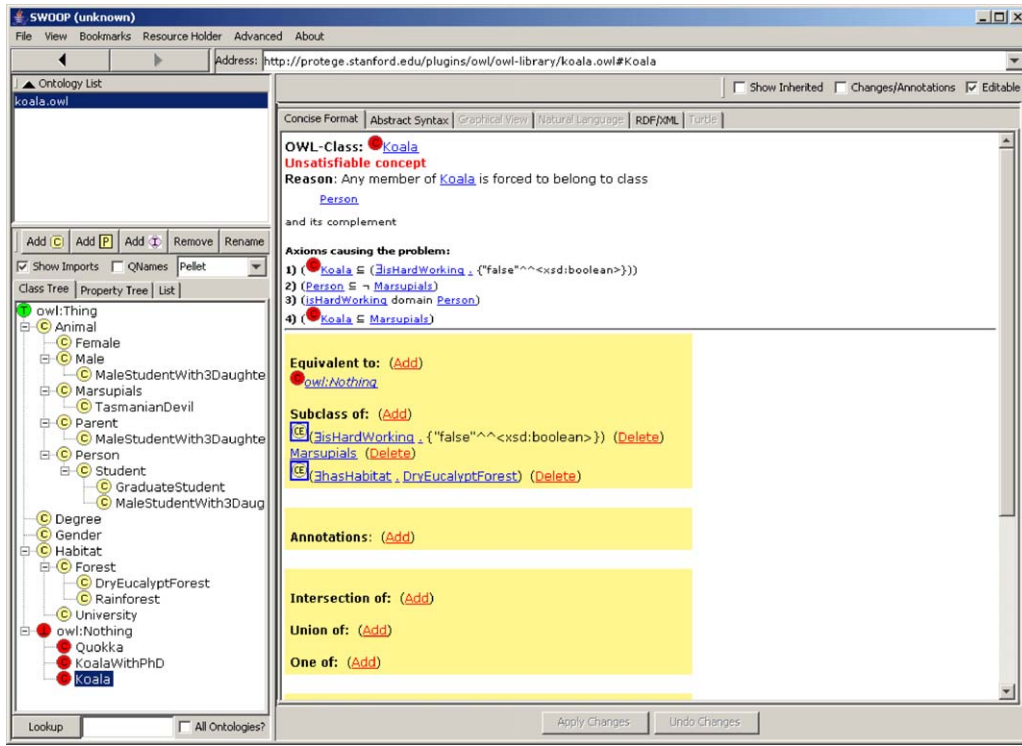 SWOOP (unknown)
File View Bookmarks Resource Holder Advanced About
Address: http://protege.stanford.edu/plugins/owl/owl-library/koala.owl#Koala
Ontology List
koala.owl
Show Inherited Changes/Annotations Editable
Concise Format Abstract Syntax Graphical View Natural Language RDF/XML Turtle
OWL-Class: C Koala
Unsatisfiable concept
Reason: Any member of Koala is forced to belong to class
Person
and its complement
Axioms causing the problem:
1) (C Koala ⊆ (∃isHardWorking . {"false"^^<xsd:boolean>}))
2) (Person ⊆ ¬ Marsupials)
3) (isHardWorking domain Person)
4) (C Koala ⊆ Marsupials)
Equivalent to: (Add)
C owl:Nothing
Subclass of: (Add)
CE (∃isHardWorking . {"false"^^<xsd:boolean>}) (Delete)
Marsupials (Delete)
CE (∃hasHabitat . DryEucalyptForest) (Delete)
Annotations: (Add)
Intersection of: (Add)
Union of: (Add)
One of: (Add)
Apply Changes Undo Changes
Add C Add P Add I Remove Rename
Show Imports QNames Pellet
Class Tree Property Tree List
T owl:Thing
C Animal
C Female
C Male
C MaleStudentWith3Daughte
C Marsupials
C TasmanianDevil
C Parent
C MaleStudentWith3Daughte
C Person
C Student
C GraduateStudent
C MaleStudentWith3Daug
C Degree
C Gender
C Habitat
C Forest
C DryEucalyptForest
C Rainforest
C University
⊥ owl:Nothing
C Quokka
C KoalaWithPhD
C Koala
Lookup All Ontologies?